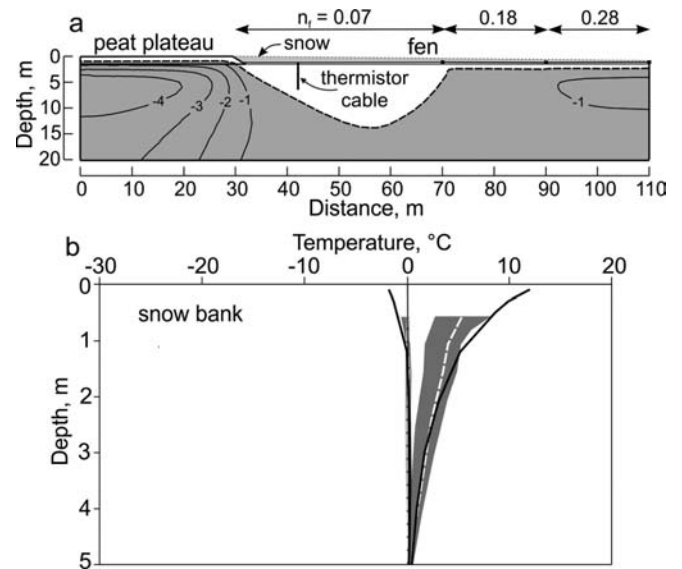 a
n_f = 0.07 0.18 0.28
peat plateau snow fen
thermistor
cable
Depth, m
0
5
10
15
20
-4 -3 -2 -1 -1
0 10 20 30 40 50 60 70 80 90 100 110
Distance, m
b
Temperature, °C
-30 -10 0 10 20
snow bank
Depth, m
0
1
2
3
4
5